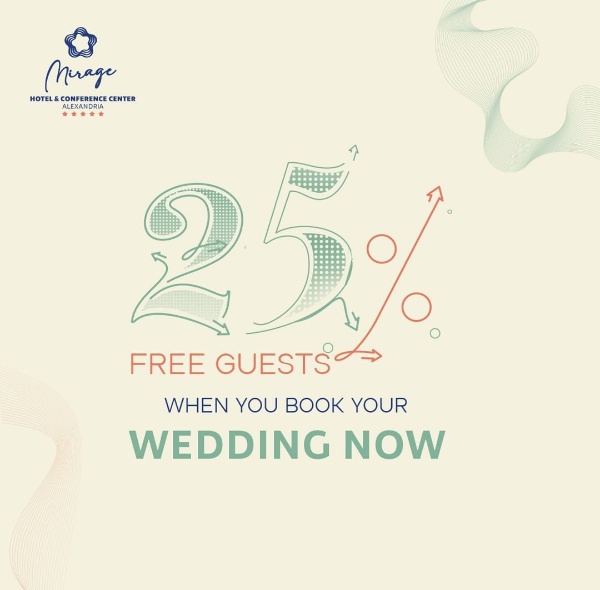 Mirage
HOTEL & CONFERENCE CENTER
ALEXANDRIA
25%
FREE GUESTS
WHEN YOU BOOK YOUR
WEDDING NOW